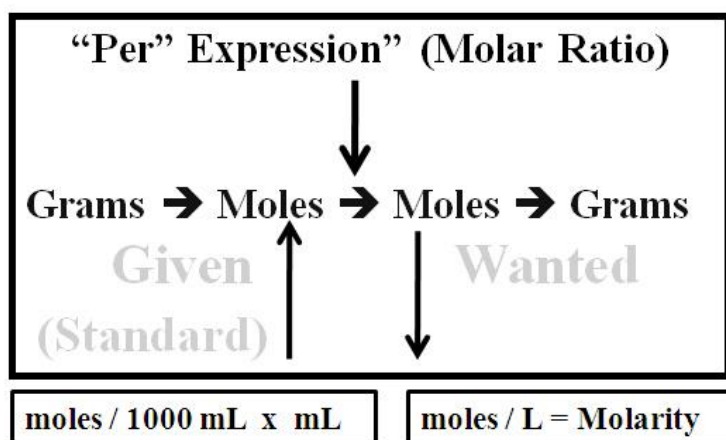 “Per” Expression” (Molar Ratio)
Grams ➔ Moles ➔ Moles ➔ Grams
Given Wanted
(Standard)
moles / 1000 mL x mL
moles / L = Molarity